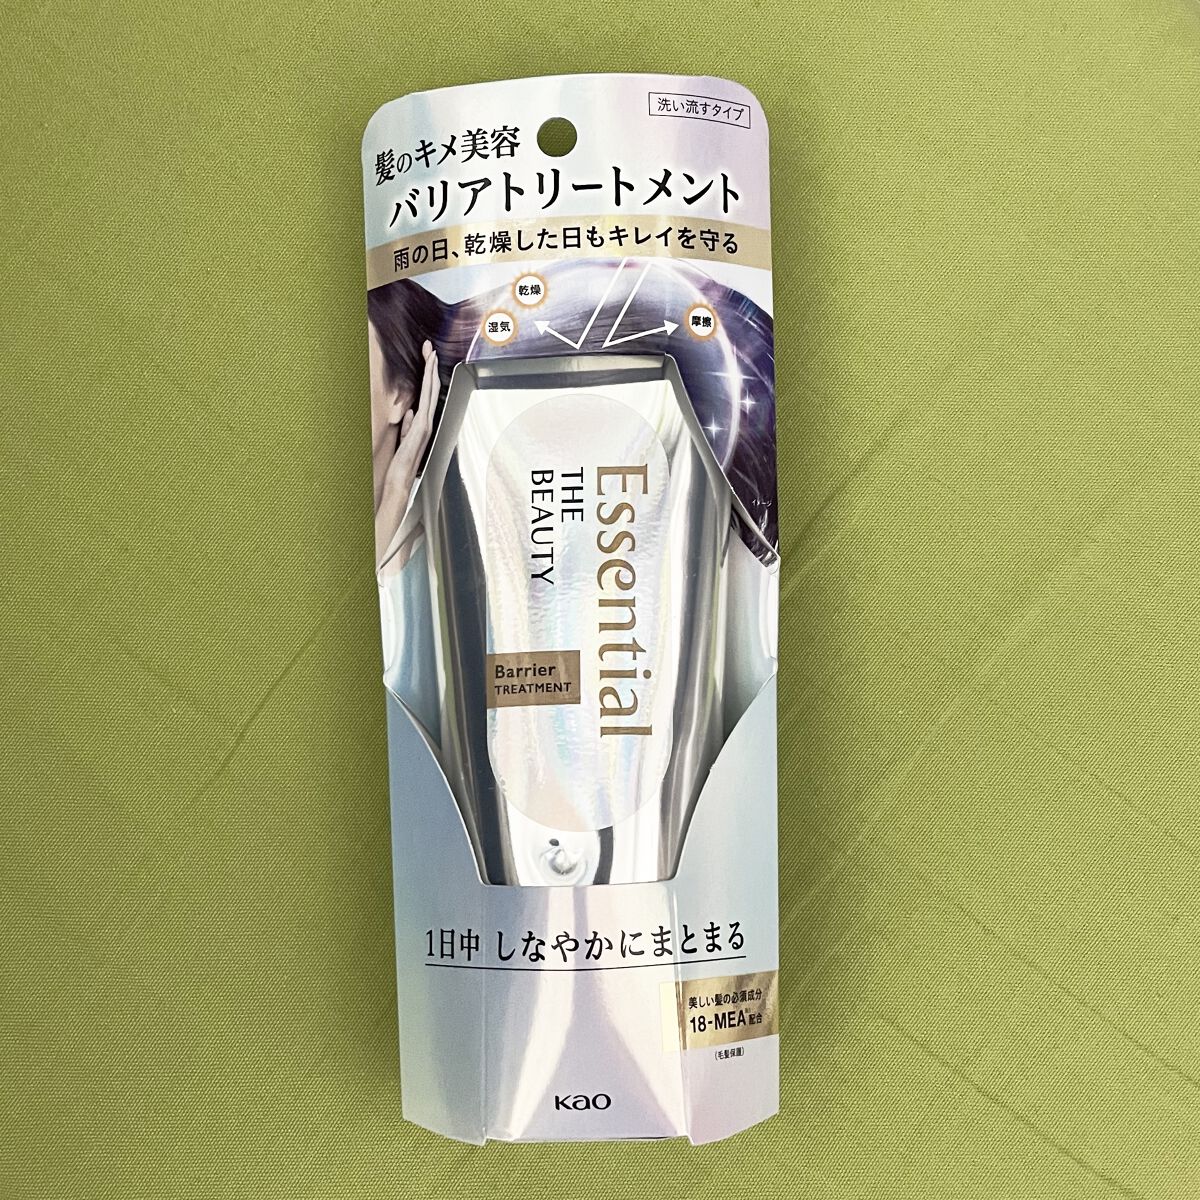 洗い流すタイプ
髪のキメ美容
バリアトリートメント
雨の日、乾燥した日もキレイを守る
乾燥
湿気
摩擦
イメージ
Essential
THE
BEAUTY
Barrier
TREATMENT
1日中 しなやかにまとまる
美しい髪の必須成分
18-MEA 配合
(毛髪保護)
Kao